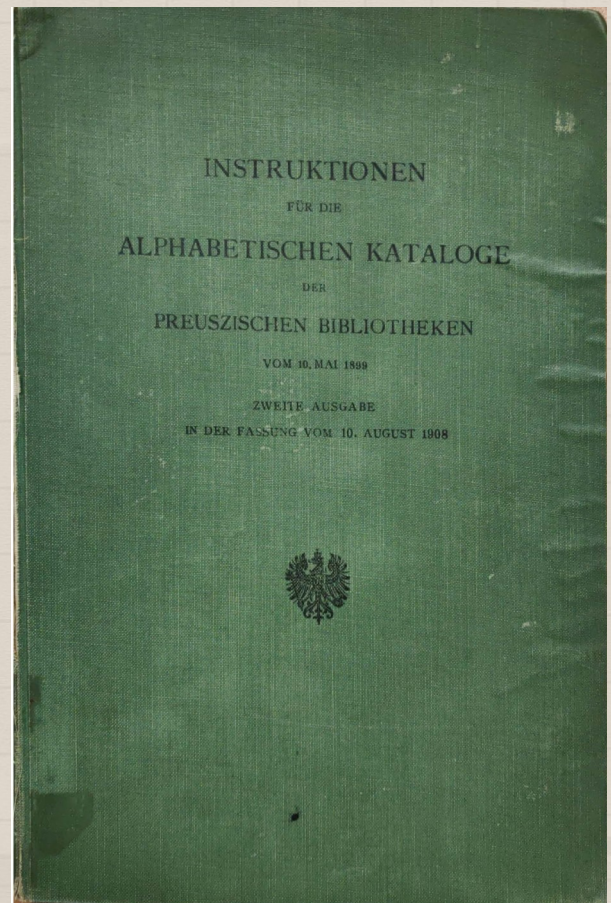 INSTRUKTIONEN
FÜR DIE
ALPHABETISCHEN KATALOGE
DER
PREUSZISCHEN BIBLIOTHEKEN
VOM 10. MAI 1899
ZWEITE AUSGABE
IN DER FASSUNG VOM 10. AUGUST 1908